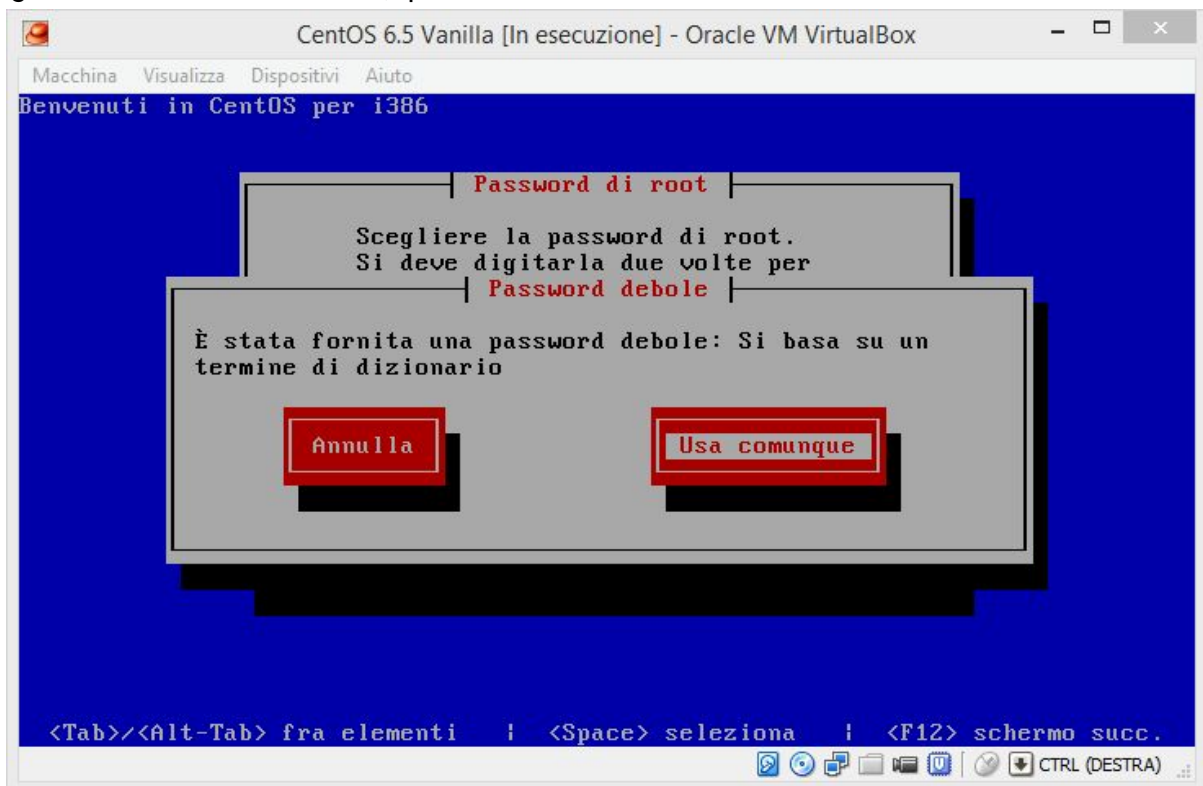 CentOS 6.5 Vanilla [In esecuzione] - Oracle VM VirtualBox
Macchina Visualizza Dispositivi Aiuto
Benvenuti in CentOS per i386
Password di root
Scegliere la password di root.
Si deve digitarla due volte per
Password debole
È stata fornita una password debole: Si basa su un
termine di dizionario
Annulla Usa comunque
<Tab>/<Alt-Tab> fra elementi | <Space> seleziona | <F12> schermo succ.
CTRL (DESTRA)